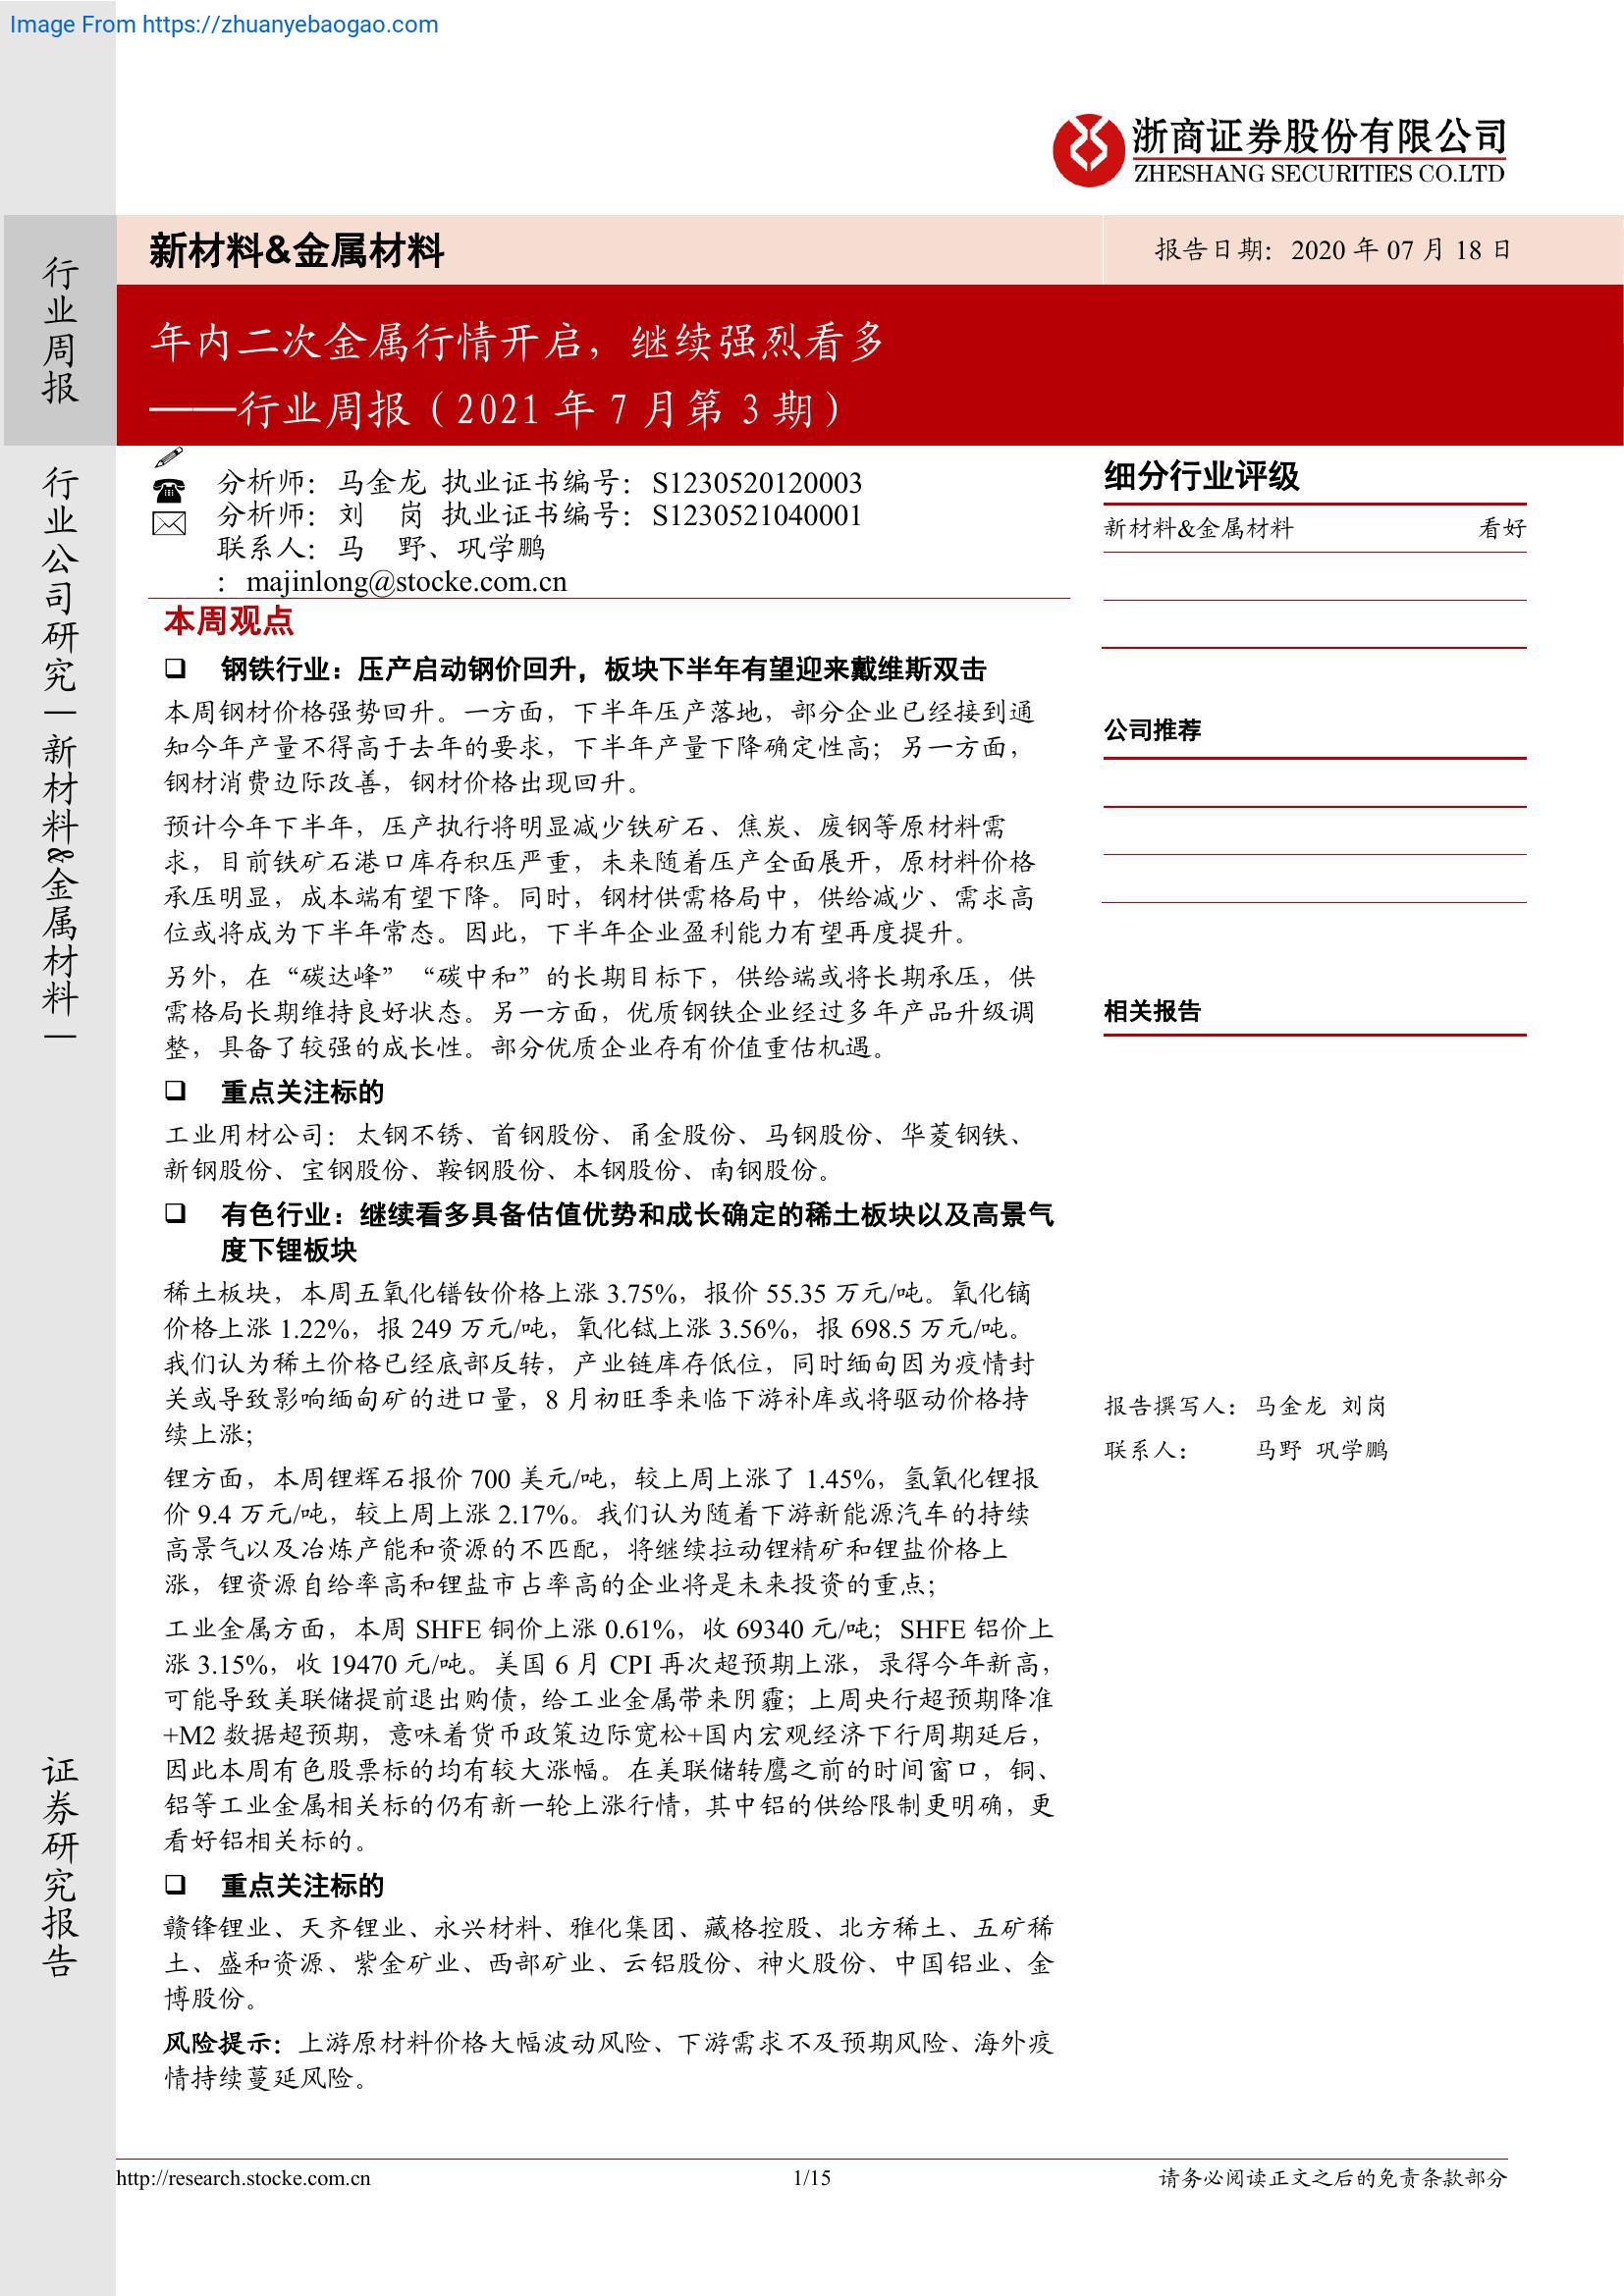 Image From https://zhuanyebaogao.com
浙商证券股份有限公司
ZHESHANG SECURITIES CO.LTD
新材料&金属材料
报告日期：2020 年 07 月 18 日
年内二次金属行情开启，继续强烈看多
——行业周报（2021 年 7 月第 3 期）
行业周报
行业公司研究｜新材料&金属材料｜
证券研究报告
分析师：马金龙 执业证书编号：S1230520120003
分析师：刘 岗 执业证书编号：S1230521040001
联系人：马 野、巩学鹏
：majinlong@stocke.com.cn
本周观点
❑ 钢铁行业：压产启动钢价回升，板块下半年有望迎来戴维斯双击
本周钢材价格强势回升。一方面，下半年压产落地，部分企业已经接到通
知今年产量不得高于去年的要求，下半年产量下降确定性高；另一方面，
钢材消费边际改善，钢材价格出现回升。
预计今年下半年，压产执行将明显减少铁矿石、焦炭、废钢等原材料需
求，目前铁矿石港口库存积压严重，未来随着压产全面展开，原材料价格
承压明显，成本端有望下降。同时，钢材供需格局中，供给减少、需求高
位或将成为下半年常态。因此，下半年企业盈利能力有望再度提升。
另外，在“碳达峰”“碳中和”的长期目标下，供给端或将长期承压，供
需格局长期维持良好状态。另一方面，优质钢铁企业经过多年产品升级调
整，具备了较强的成长性。部分优质企业存有价值重估机遇。
❑ 重点关注标的
工业用材公司：太钢不锈、首钢股份、甬金股份、马钢股份、华菱钢铁、
新钢股份、宝钢股份、鞍钢股份、本钢股份、南钢股份。
❑ 有色行业：继续看多具备估值优势和成长确定的稀土板块以及高景气
度下锂板块
稀土板块，本周五氧化镨钕价格上涨 3.75%，报价 55.35 万元/吨。氧化镝
价格上涨 1.22%，报 249 万元/吨，氧化铽上涨 3.56%，报 698.5 万元/吨。
我们认为稀土价格已经底部反转，产业链库存低位，同时缅甸因为疫情封
关或导致影响缅甸矿的进口量，8 月初旺季来临下游补库或将驱动价格持
续上涨；
锂方面，本周锂辉石报价 700 美元/吨，较上周上涨了 1.45%，氢氧化锂报
价 9.4 万元/吨，较上周上涨 2.17%。我们认为随着下游新能源汽车的持续
高景气以及冶炼产能和资源的不匹配，将继续拉动锂精矿和锂盐价格上
涨，锂资源自给率高和锂盐市占率高的企业将是未来投资的重点；
工业金属方面，本周 SHFE 铜价上涨 0.61%，收 69340 元/吨；SHFE 铝价上
涨 3.15%，收 19470 元/吨。美国 6 月 CPI 再次超预期上涨，录得今年新高，
可能导致美联储提前退出购债，给工业金属带来阴霾；上周央行超预期降准
+M2 数据超预期，意味着货币政策边际宽松+国内宏观经济下行周期延后，
因此本周有色股票标的均有较大涨幅。在美联储转鹰之前的时间窗口，铜、
铝等工业金属相关标的仍有新一轮上涨行情，其中铝的供给限制更明确，更
看好铝相关标的。
❑ 重点关注标的
赣锋锂业、天齐锂业、永兴材料、雅化集团、藏格控股、北方稀土、五矿稀
土、盛和资源、紫金矿业、西部矿业、云铝股份、神火股份、中国铝业、金
博股份。
风险提示：上游原材料价格大幅波动风险、下游需求不及预期风险、海外疫
情持续蔓延风险。
细分行业评级
新材料&金属材料 看好
公司推荐
相关报告
报告撰写人：马金龙 刘岗
联系人： 马野 巩学鹏
http://research.stocke.com.cn
1/15
请务必阅读正文之后的免责条款部分